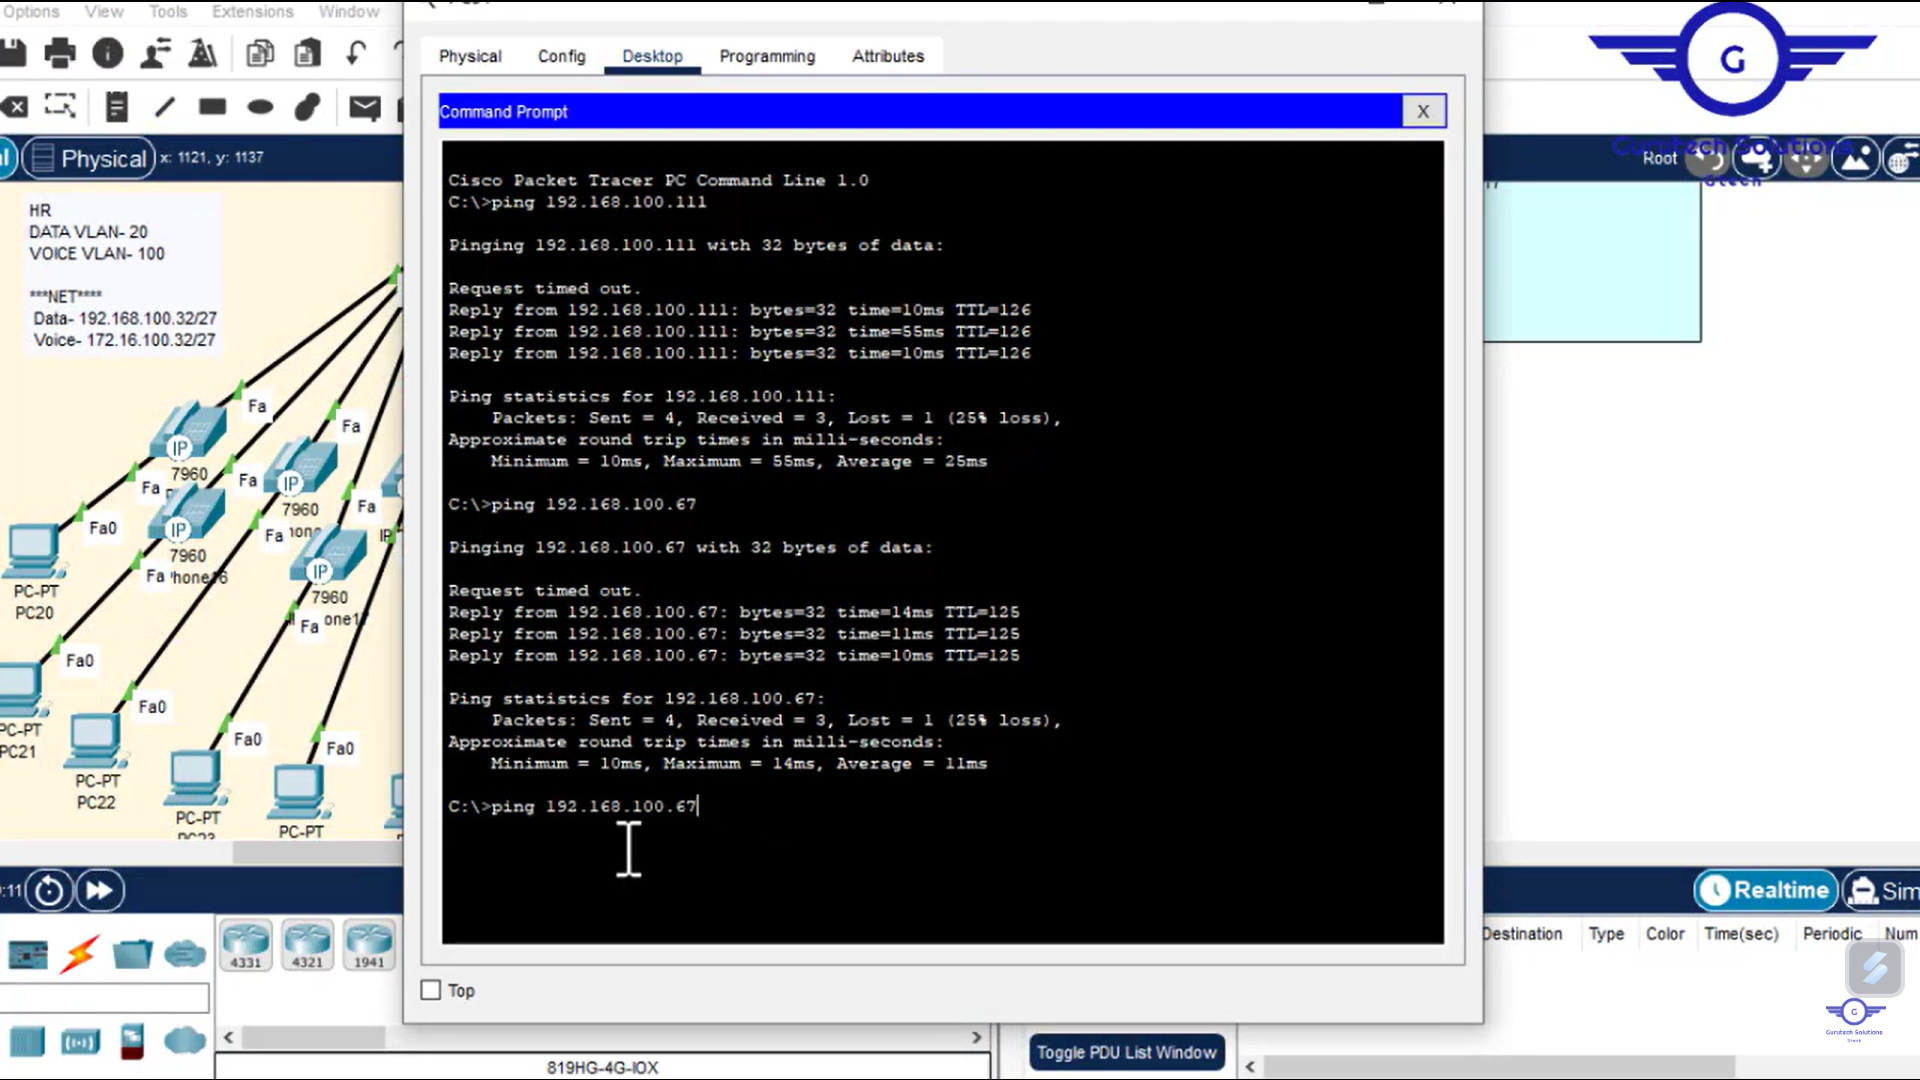 Options View Tools Extensions Window
Physical Config Desktop Programming Attributes
G
Command Prompt X
Physical x: 1121, y: 1137
Root
Gurutech Solutions
Gtech
HR
DATA VLAN- 20
VOICE VLAN- 100
***NET****
Data- 192.168.100.32/27
Voice- 172.16.100.32/27
Cisco Packet Tracer PC Command Line 1.0
C:\>ping 192.168.100.111
Pinging 192.168.100.111 with 32 bytes of data:
Request timed out.
Reply from 192.168.100.111: bytes=32 time=10ms TTL=126
Reply from 192.168.100.111: bytes=32 time=55ms TTL=126
Reply from 192.168.100.111: bytes=32 time=10ms TTL=126
Ping statistics for 192.168.100.111:
Packets: Sent = 4, Received = 3, Lost = 1 (25% loss),
Approximate round trip times in milli-seconds:
Minimum = 10ms, Maximum = 55ms, Average = 25ms
C:\>ping 192.168.100.67
Pinging 192.168.100.67 with 32 bytes of data:
Request timed out.
Reply from 192.168.100.67: bytes=32 time=14ms TTL=125
Reply from 192.168.100.67: bytes=32 time=11ms TTL=125
Reply from 192.168.100.67: bytes=32 time=10ms TTL=125
Ping statistics for 192.168.100.67:
Packets: Sent = 4, Received = 3, Lost = 1 (25% loss),
Approximate round trip times in milli-seconds:
Minimum = 10ms, Maximum = 14ms, Average = 11ms
C:\>ping 192.168.100.67
Fa
Fa
IP
7960
Fa
Fa
IP
7960
Fa
Fa0
IP
7960
Fa
IP
Fa
IP
7960
Fa
PC-PT
PC20
Fa0
Fa0
Fa0
Fa0
PC-PT
PC21
PC-PT
PC22
PC-PT
PC23
PC-PT
:11
Realtime Sim
4331 4321 1941
Destination Type Color Time(sec) Periodic Num
Top
G
Gurutech Solutions
Gtech
Toggle PDU List Window
819HG-4G-IOX